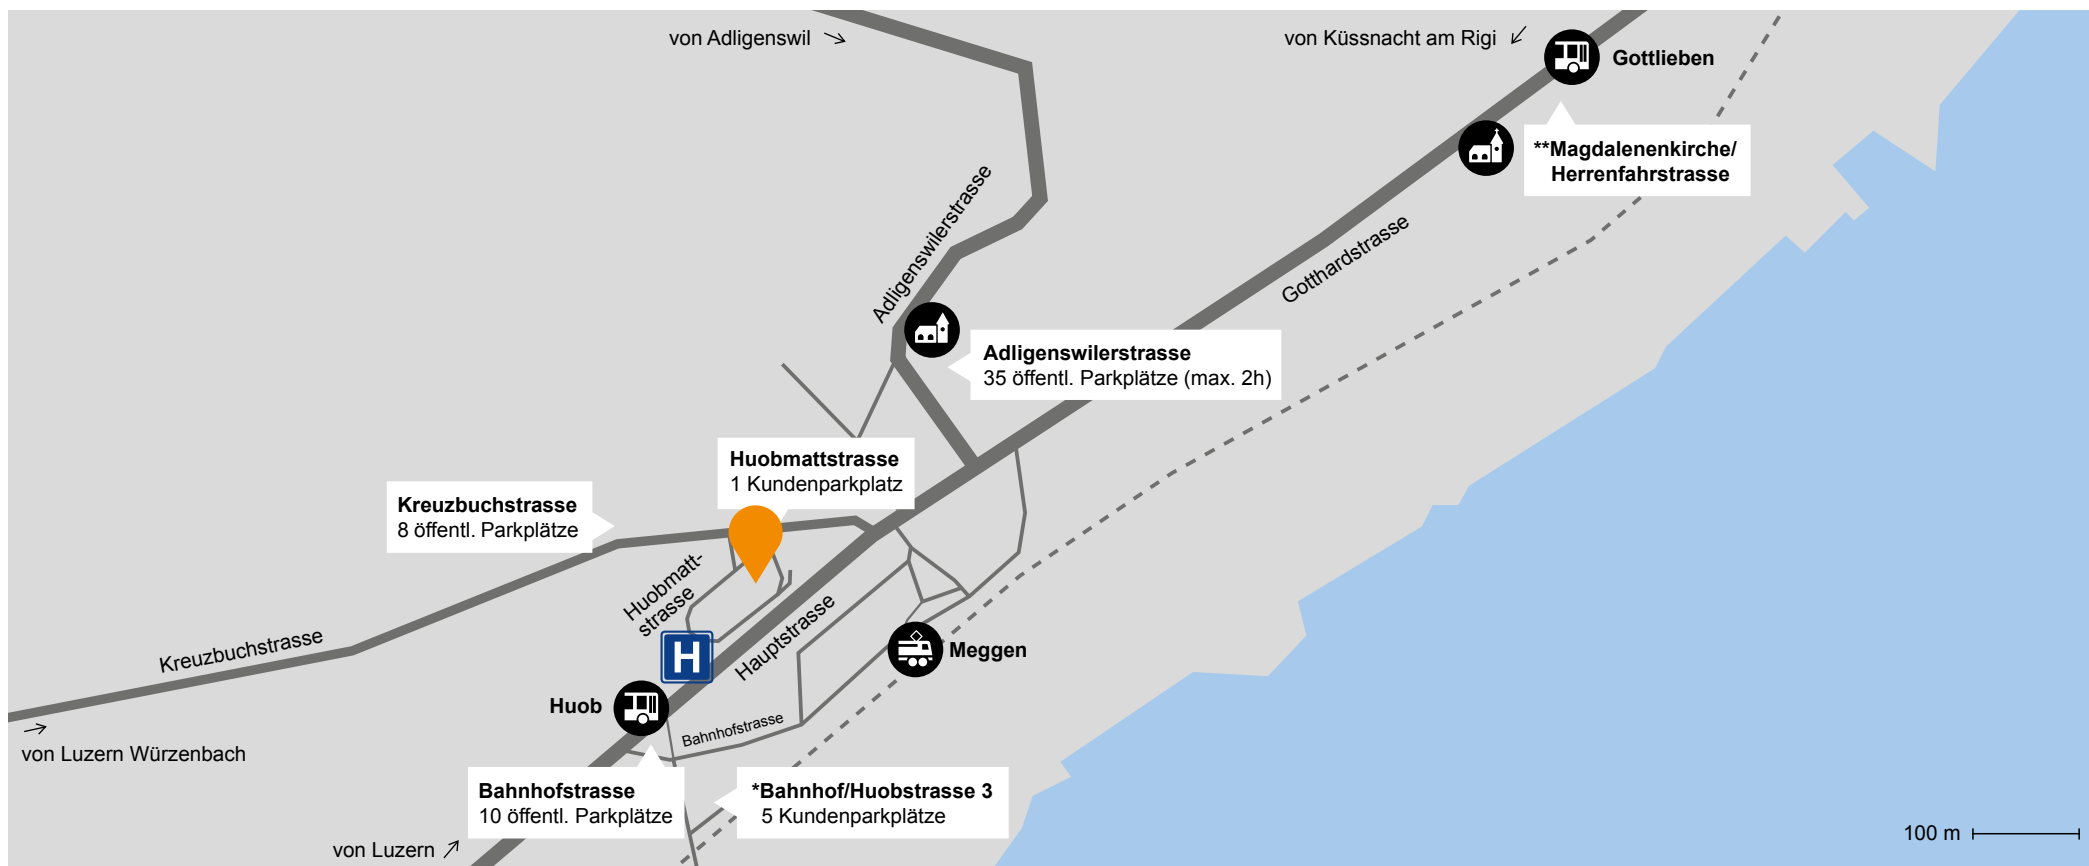 von Adligenswil
von Küssnacht am Rigi
Gottlieben
**Magdalenenkirche/
Herrenfahrstrasse
Adligenswilerstrasse
Gotthardstrasse
Adligenswilerstrasse
35 öffentl. Parkplätze (max. 2h)
Huobmattstrasse
1 Kundenparkplatz
Kreuzbuchstrasse
8 öffentl. Parkplätze
Huobmatt-
strasse
Kreuzbuchstrasse
Hauptstrasse
H
Meggen
Huob
Bahnhofstrasse
von Luzern Würzenbach
Bahnhofstrasse
10 öffentl. Parkplätze
*Bahnhof/Huobstrasse 3
5 Kundenparkplätze
von Luzern
100 m